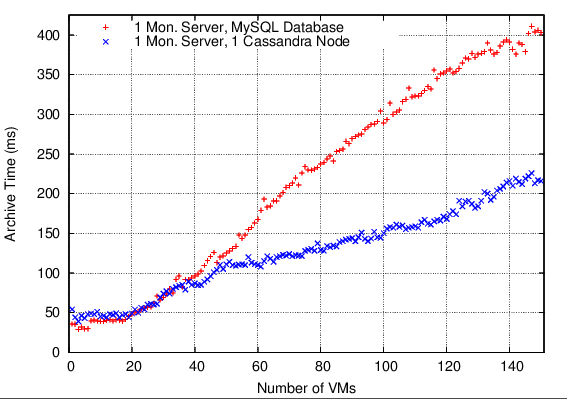 1 Mon. Server, MySQL Database
1 Mon. Server, 1 Cassandra Node
400
350
300
250
200
150
100
50
0
Archive Time (ms)
0 20 40 60 80 100 120 140
Number of VMs